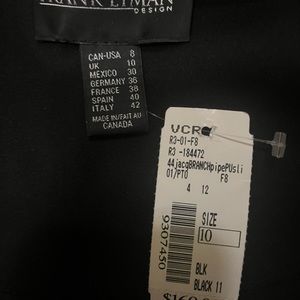 FRANK LYMAN
DESIGN
CAN-USA 8
UK 10
MEXICO 30
GERMANY 36
FRANCE 38
SPAIN 40
ITALY 42
MADE IN/FAIT AU
CANADA
VCR
R3-01-F8
R3 -184472
44jacqBRANCHpipePUsli
01/PTO F8
4 12
SIZE
10
9307450
BLK
BLACK 11